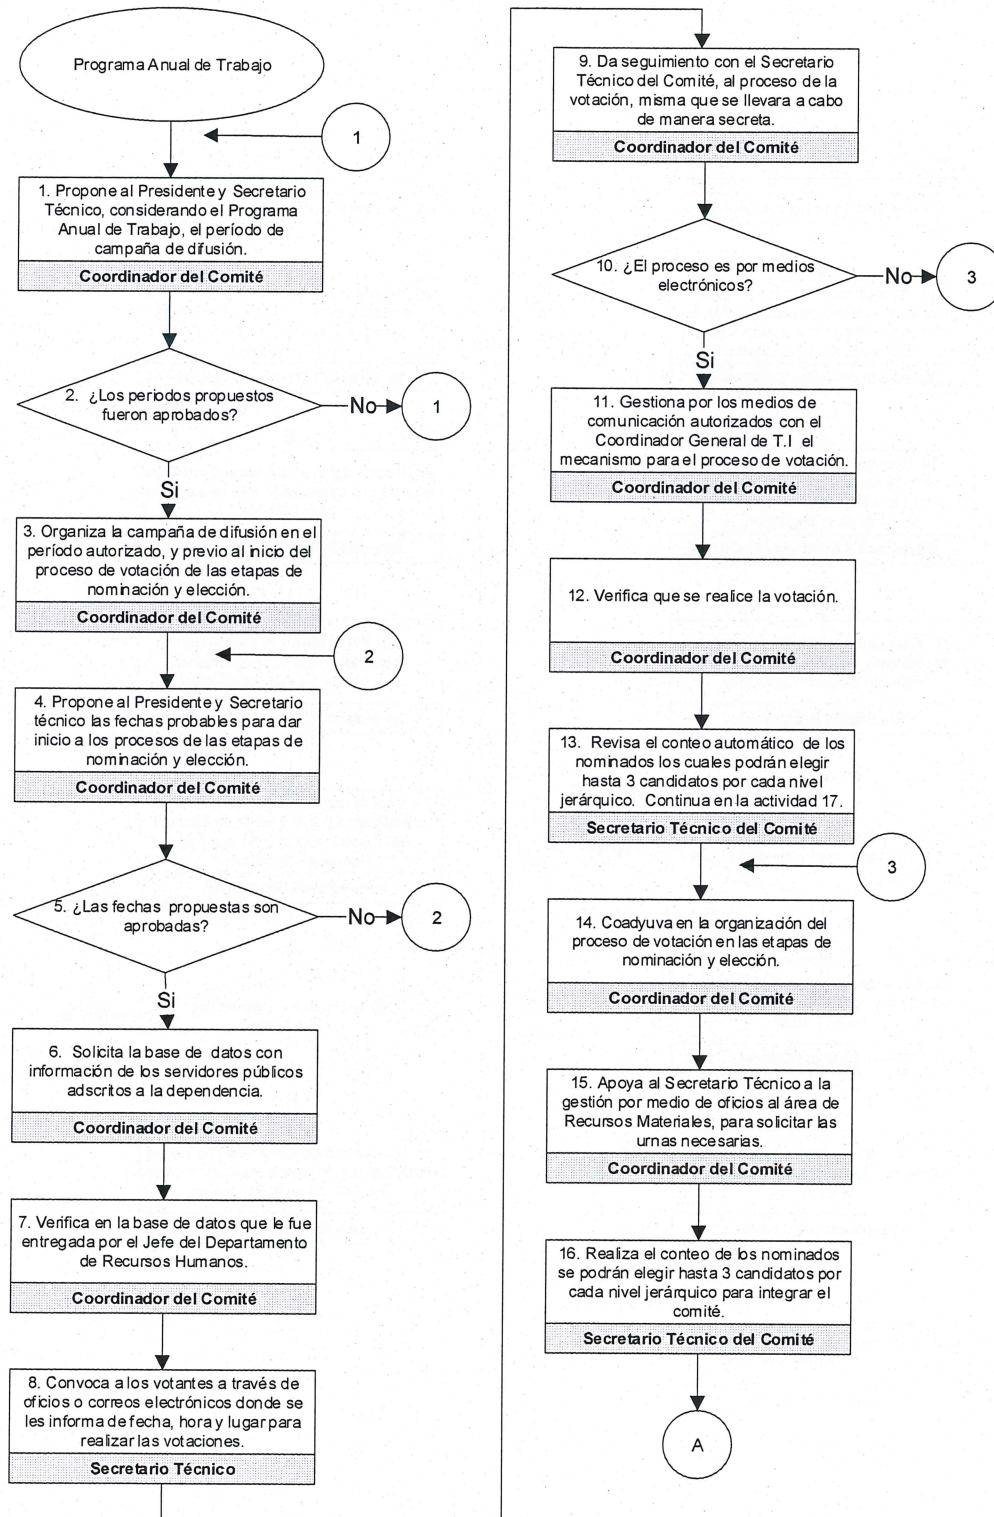 Programa Anual de Trabajo
1
1. Propone al Presidente y Secretario
Técnico, considerando el Programa
Anual de Trabajo, el período de
campaña de difusión.
Coordinador del Comité
2. ¿Los periodos propuestos
fueron aprobados?
No
1
Si
3. Organiza la campaña de difusión en el
período autorizado, y previo al inicio del
proceso de votación de las etapas de
nominación y elección.
Coordinador del Comité
2
4. Propone al Presidente y Secretario
técnico las fechas probables para dar
inicio a los procesos de las etapas de
nominación y elección.
Coordinador del Comité
5. ¿Las fechas propuestas son
aprobadas?
No
2
Si
6. Solicita la base de datos con
información de los servidores públicos
adscritos a la dependencia.
Coordinador del Comité
7. Verifica en la base de datos que le fue
entregada por el Jefe del Departamento
de Recursos Humanos.
Coordinador del Comité
8. Convoca a los votantes a través de
oficios o correos electrónicos donde se
les informa de fecha, hora y lugar para
realizar las votaciones.
Secretario Técnico
9. Da seguimiento con el Secretario
Técnico del Comité, al proceso de la
votación, misma que se llevara a cabo
de manera secreta.
Coordinador del Comité
10. ¿El proceso es por medios
electrónicos?
No
3
Si
11. Gestiona por los medios de
comunicación autorizados con el
Coordinador General de T.I el
mecanismo para el proceso de votación.
Coordinador del Comité
12. Verifica que se realice la votación.
Coordinador del Comité
13. Revisa el conteo automático de los
nominados los cuales podrán elegir
hasta 3 candidatos por cada nivel
jerárquico. Continua en la actividad 17.
Secretario Técnico del Comité
3
14. Coadyuva en la organización del
proceso de votación en las etapas de
nominación y elección.
Coordinador del Comité
15. Apoya al Secretario Técnico a la
gestión por medio de oficios al área de
Recursos Materiales, para solicitar las
urnas necesarias.
Coordinador del Comité
16. Realiza el conteo de los nominados
se podrán elegir hasta 3 candidatos por
cada nivel jerárquico para integrar el
comité.
Secretario Técnico del Comité
A